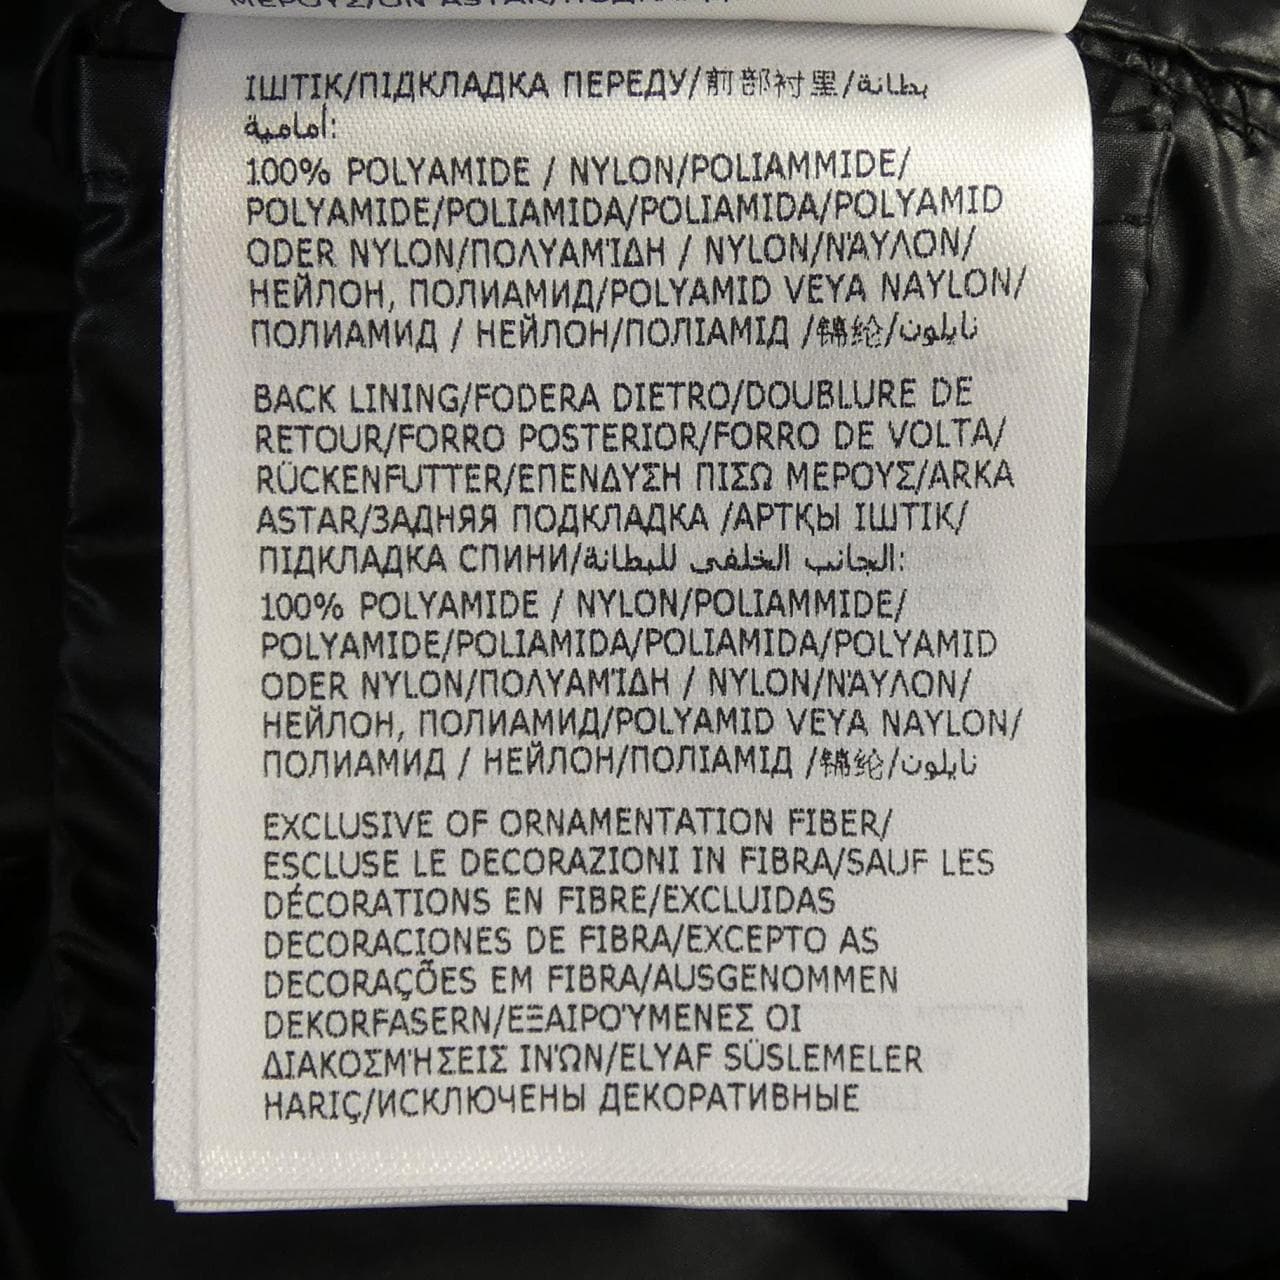 ΜΕΡΟΥΣ/ÖN ASTAR/ПОДКЛАДКА
ІШТІК/ПІДКЛАДКА ПЕРЕДУ/前部衬里/بطانة
أمامية:
100% POLYAMIDE / NYLON/POLIAMMIDE/
POLYAMIDE/POLIAMIDA/POLIAMIDA/POLYAMID
ODER NYLON/ΠΟΛΥΑΜΊΔΗ / NYLON/ΝΆΥΛΟΝ/
НЕЙЛОН, ПОЛИАМИД/POLYAMID VEYA NAYLON/
ПОЛИАМИД / НЕЙЛОН/ПОЛІАМІД /锦纶/نايلون
BACK LINING/FODERA DIETRO/DOUBLURE DE
RETOUR/FORRO POSTERIOR/FORRO DE VOLTA/
RÜCKENFUTTER/ΕΠΕΝΔΥΣΗ ΠΙΣΩ ΜΕΡΟΥΣ/ARKA
ASTAR/ЗАДНЯЯ ПОДКЛАДКА /АРТҚЫ ІШТІК/
ПІДКЛАДКА СПИНИ/الجانب الخلفي للبطانة:
100% POLYAMIDE / NYLON/POLIAMMIDE/
POLYAMIDE/POLIAMIDA/POLIAMIDA/POLYAMID
ODER NYLON/ΠΟΛΥΑΜΊΔΗ / NYLON/ΝΆΥΛΟΝ/
НЕЙЛОН, ПОЛИАМИД/POLYAMID VEYA NAYLON/
ПОЛИАМИД / НЕЙЛОН/ПОЛІАМІД /锦纶/نايلون
EXCLUSIVE OF ORNAMENTATION FIBER/
ESCLUSE LE DECORAZIONI IN FIBRA/SAUF LES
DÉCORATIONS EN FIBRE/EXCLUIDAS
DECORACIONES DE FIBRA/EXCEPTO AS
DECORAÇÕES EM FIBRA/AUSGENOMMEN
DEKORFASERN/ΕΞΑΙΡΟΎΜΕΝΕΣ ΟΙ
ΔΙΑΚΟΣΜΉΣΕΙΣ ΙΝΏΝ/ELYAF SÜSLEMELER
HARIÇ/ИСКЛЮЧЕНЫ ДЕКОРАТИВНЫЕ